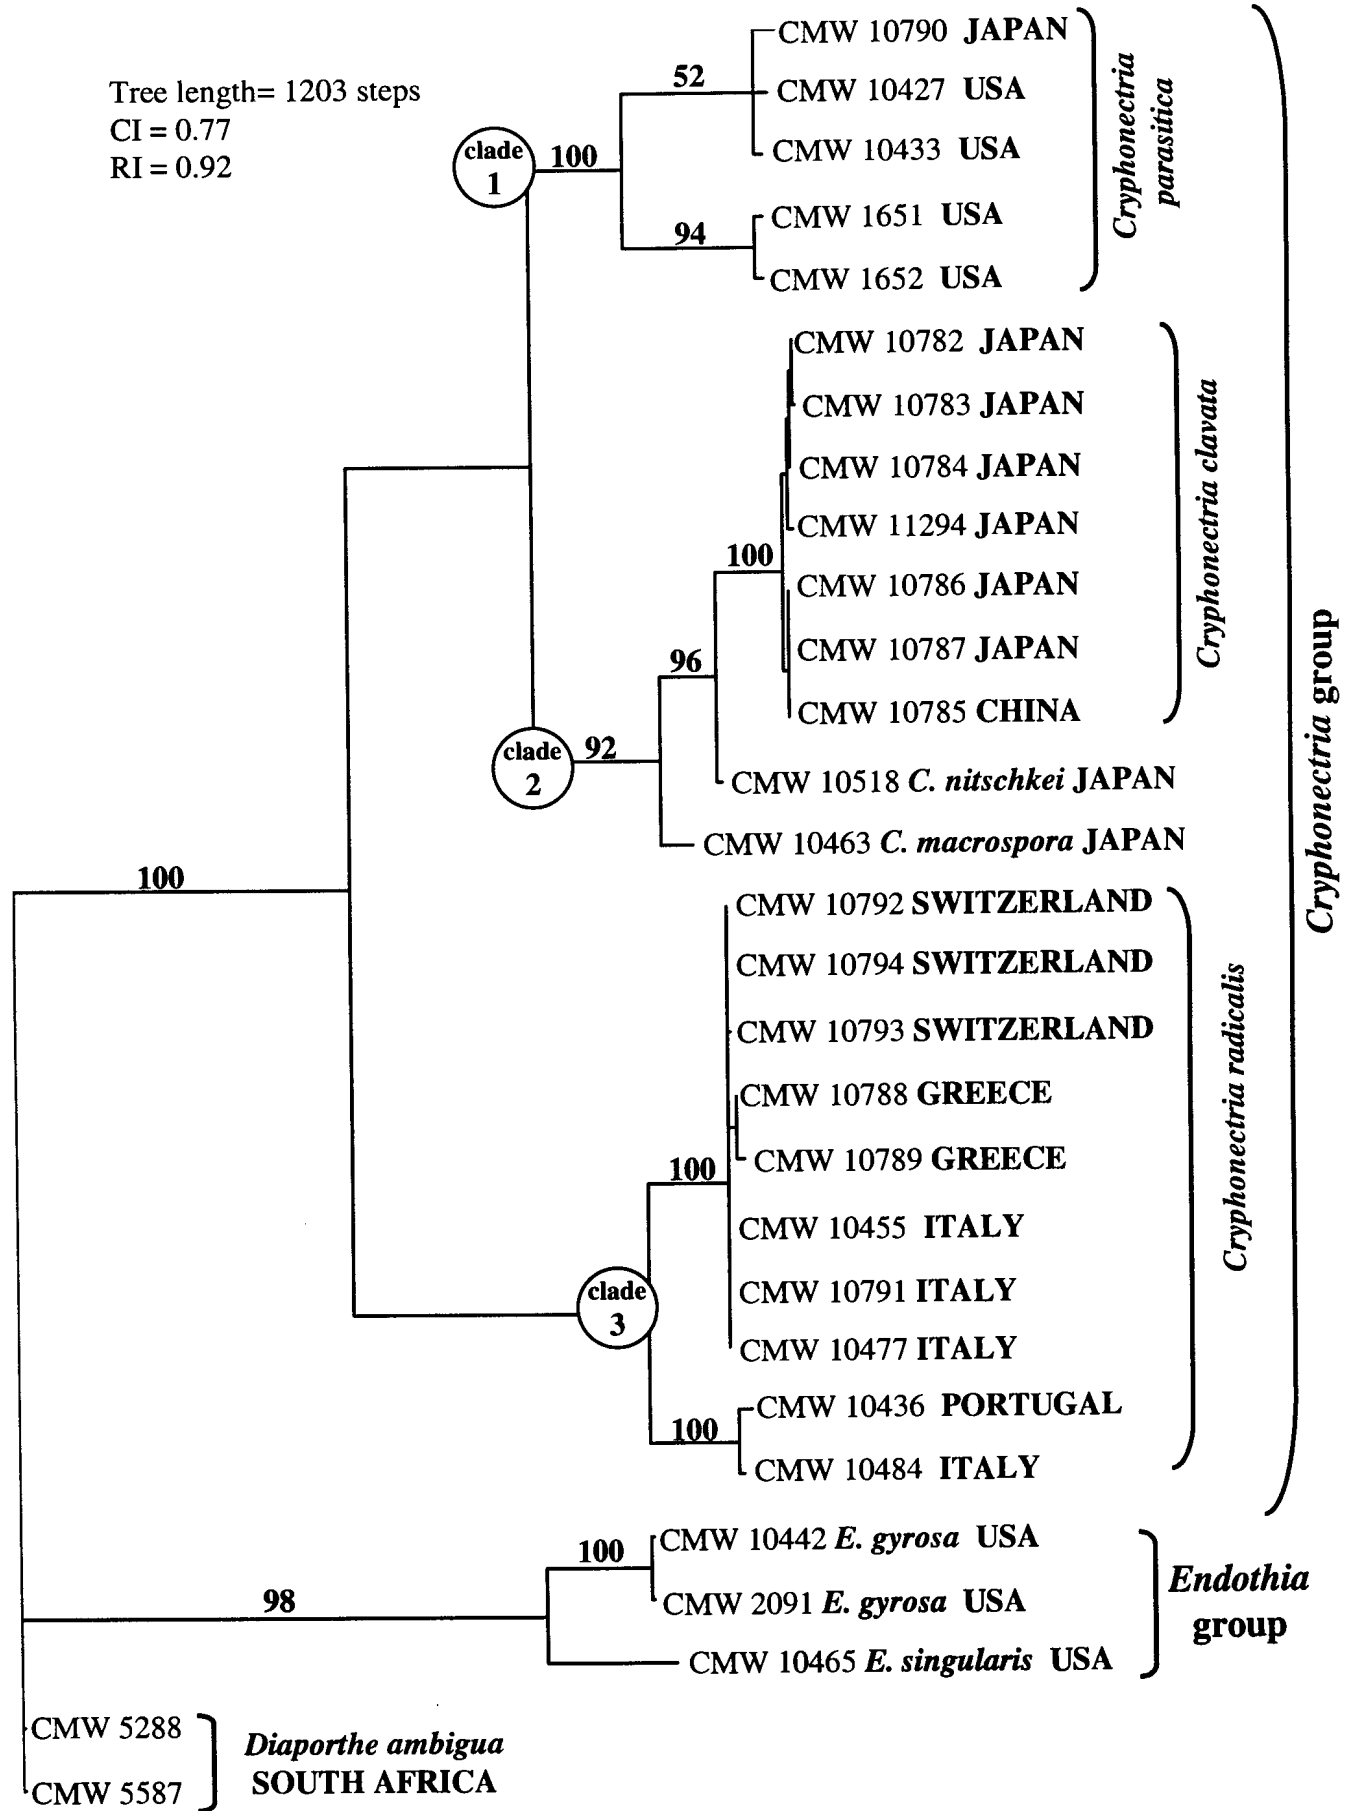 Tree length= 1203 steps
CI = 0.77
RI = 0.92
clade
1
100
52
CMW 10790 JAPAN
CMW 10427 USA
CMW 10433 USA
94
CMW 1651 USA
CMW 1652 USA
Cryphonectria
parasitica
CMW 10782 JAPAN
CMW 10783 JAPAN
CMW 10784 JAPAN
CMW 11294 JAPAN
100
CMW 10786 JAPAN
CMW 10787 JAPAN
CMW 10785 CHINA
Cryphonectria clavata
96
clade
2
92
CMW 10518 C. nitschkei JAPAN
CMW 10463 C. macrospora JAPAN
Cryphonectria group
100
CMW 10792 SWITZERLAND
CMW 10794 SWITZERLAND
CMW 10793 SWITZERLAND
CMW 10788 GREECE
CMW 10789 GREECE
100
CMW 10455 ITALY
CMW 10791 ITALY
CMW 10477 ITALY
clade
3
CMW 10436 PORTUGAL
100
CMW 10484 ITALY
Cryphonectria radicalis
CMW 10442 E. gyrosa USA
100
CMW 2091 E. gyrosa USA
98
CMW 10465 E. singularis USA
Endothia
group
CMW 5288
CMW 5587
Diaporthe ambigua
SOUTH AFRICA